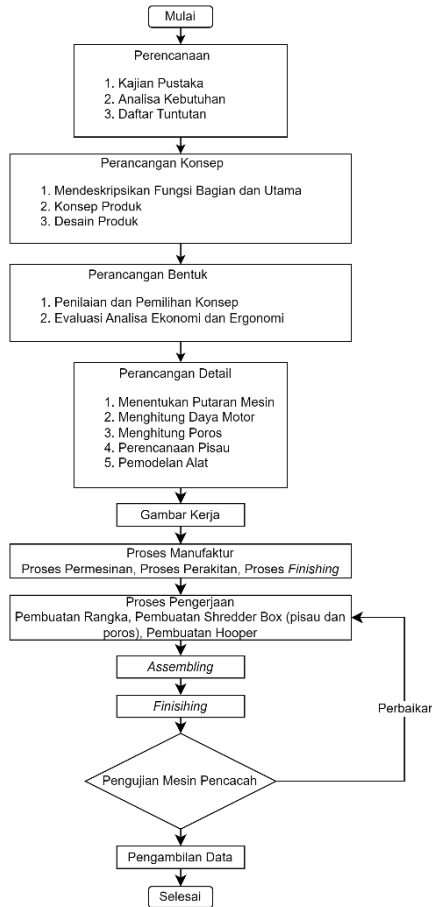 Mulai
Perencanaan
1. Kajian Pustaka
2. Analisa Kebutuhan
3. Daftar Tuntutan
Perancangan Konsep
1. Mendeskripsikan Fungsi Bagian dan Utama
2. Konsep Produk
3. Desain Produk
Perancangan Bentuk
1. Penilaian dan Pemilihan Konsep
2. Evaluasi Analisa Ekonomi dan Ergonomi
Perancangan Detail
1. Menentukan Putaran Mesin
2. Menghitung Daya Motor
3. Menghitung Poros
4. Perencanaan Pisau
5. Pemodelan Alat
Gambar Kerja
Proses Manufaktur
Proses Permesinan, Proses Perakitan, Proses Finishing
Proses Pengerjaan
Pembuatan Rangka, Pembuatan Shredder Box (pisau dan
poros), Pembuatan Hooper
Assembling
Finisihing
Perbaikan
Pengujian Mesin Pencacah
Pengambilan Data
Selesai